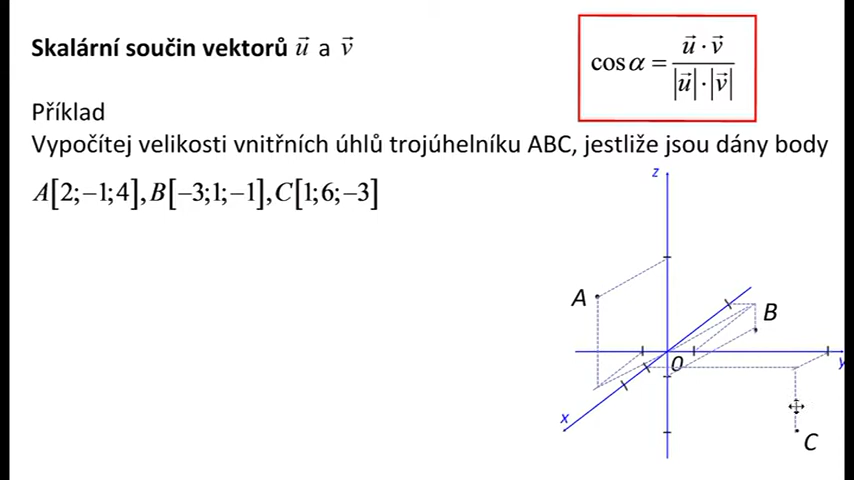 Skalární součin vektorů u⃗ a v⃗
cos α = (u⃗ · v⃗) / (|u⃗| · |v⃗|)
Příklad
Vypočítej velikosti vnitřních úhlů trojúhelníku ABC, jestliže jsou dány body
A[2;−1;4], B[−3;1;−1], C[1;6;−3]
z
A
B
O
y
x
C